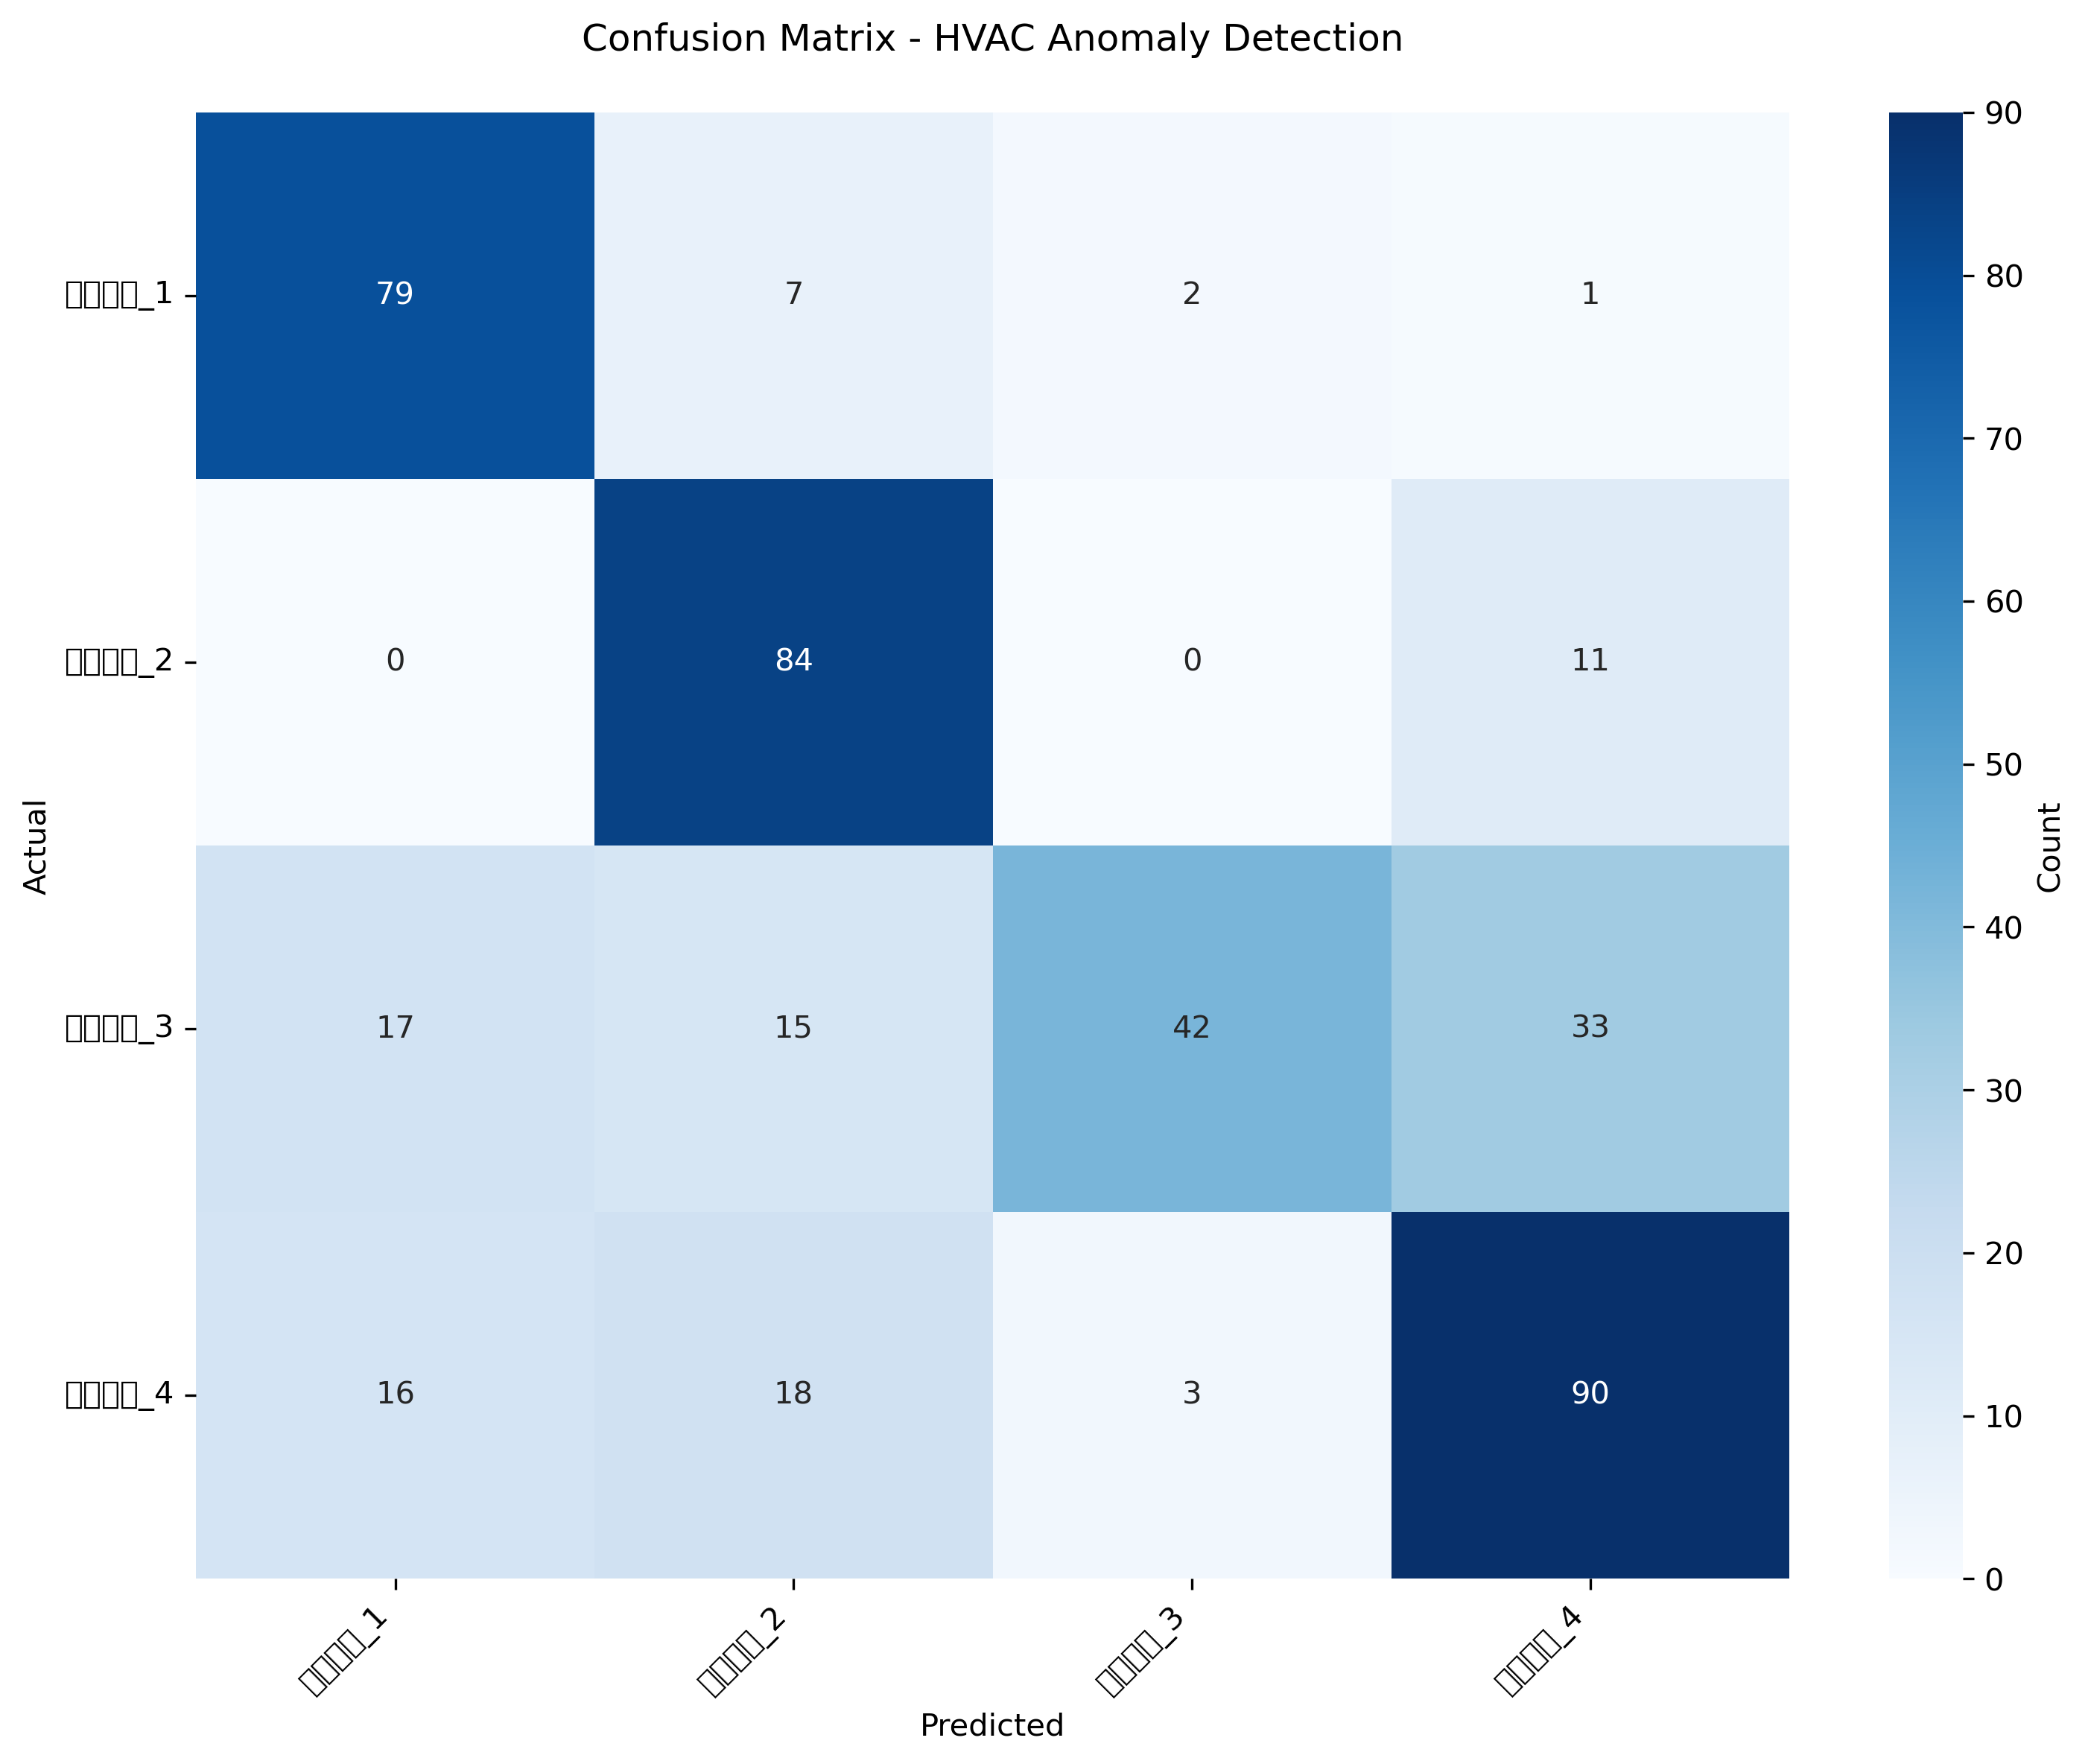 Confusion Matrix - HVAC Anomaly Detection
90
80
70
60
50
40
30
20
10
0
Count
Actual
_1
79 7 2 1
_2
0 84 0 11
_3
17 15 42 33
_4
16 18 3 90
_1 _2 _3 _4
Predicted